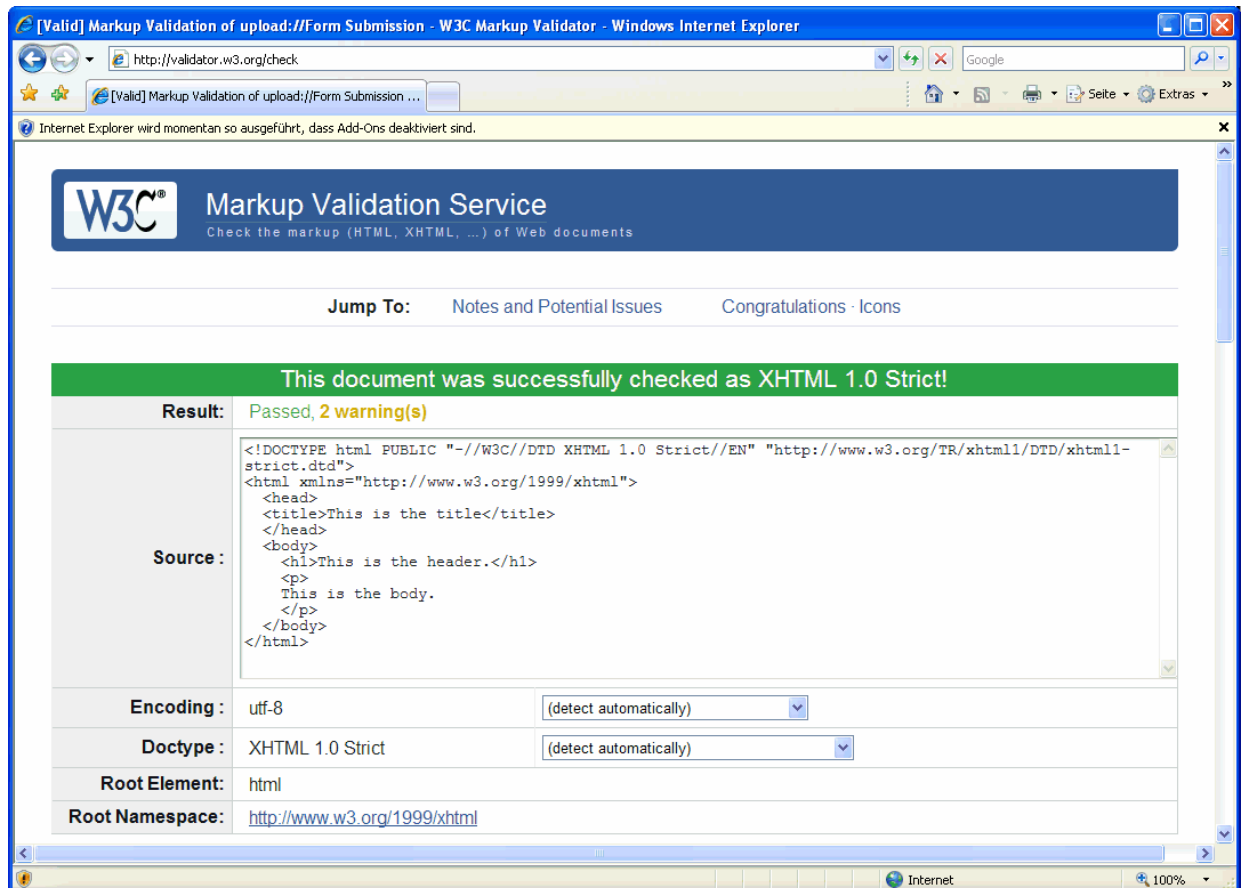 [Valid] Markup Validation of upload://Form Submission - W3C Markup Validator - Windows Internet Explorer
http://validator.w3.org/check
Google
[Valid] Markup Validation of upload://Form Submission ...
Seite
Extras
»
Internet Explorer wird momentan so ausgeführt, dass Add-Ons deaktiviert sind.
W3C®
Markup Validation Service
Check the markup (HTML, XHTML, ...) of Web documents
Jump To: Notes and Potential Issues Congratulations · Icons
This document was successfully checked as XHTML 1.0 Strict!
Result: Passed, 2 warning(s)
Source :
<!DOCTYPE html PUBLIC "-//W3C//DTD XHTML 1.0 Strict//EN" "http://www.w3.org/TR/xhtml1/DTD/xhtml1-
strict.dtd">
<html xmlns="http://www.w3.org/1999/xhtml">
<head>
<title>This is the title</title>
</head>
<body>
<h1>This is the header.</h1>
<p>
This is the body.
</p>
</body>
</html>
Encoding : utf-8 (detect automatically)
Doctype : XHTML 1.0 Strict (detect automatically)
Root Element: html
Root Namespace: http://www.w3.org/1999/xhtml
Internet 100%